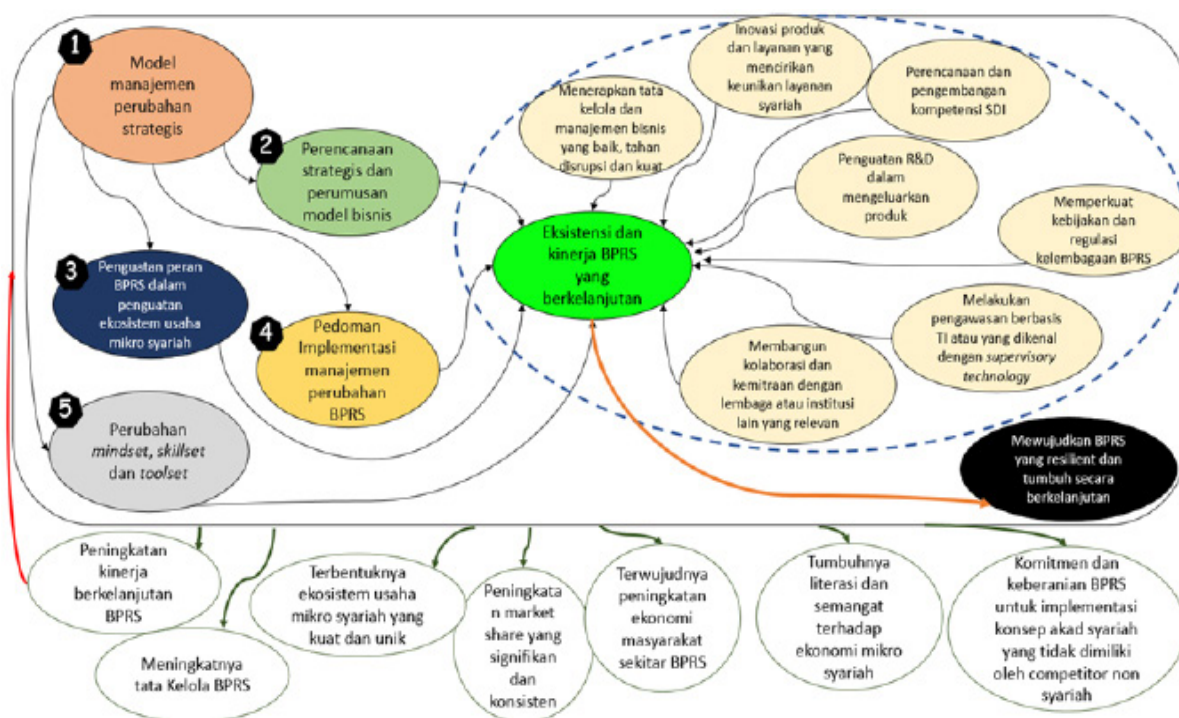 1
Model
manajemen
perubahan
strategis
2
Perencanaan
strategis dan
perumusan
model bisnis
3
Penguatan peran
BPRS dalam
penguatan
ekosistem usaha
mikro syariah
4
Pedoman
Implementasi
manajemen
perubahan
BPRS
5
Perubahan
mindset, skillset
dan toolset
Menerapkan tata
kelola dan
manajemen bisnis
yang baik, tahan
disrupsi dan kuat
Inovasi produk
dan layanan yang
mencirikan
keunikan layanan
syariah
Perencanaan dan
pengembangan
kompetensi SDI
Penguatan R&D
dalam
mengeluarkan
produk
Memperkuat
kebijakan dan
regulasi
kelembagaan BPRS
Eksistensi dan
kinerja BPRS
yang
berkelanjutan
Melakukan
pengawasan berbasis
TI atau yang dikenal
dengan supervisory
technology
Membangun
kolaborasi dan
kemitraan dengan
lembaga atau institusi
lain yang relevan
Mewujudkan BPRS
yang resilient dan
tumbuh secara
berkelanjutan
Peningkatan
kinerja
berkelanjutan
BPRS
Meningkatnya
tata Kelola BPRS
Terbentuknya
ekosistem usaha
mikro syariah yang
kuat dan unik
Peningkata
n market
share yang
signifikan
dan
konsisten
Terwujudnya
peningkatan
ekonomi
masyarakat
sekitar BPRS
Tumbuhnya
literasi dan
semangat
terhadap
ekonomi mikro
syariah
Komitmen dan
keberanian BPRS
untuk implementasi
konsep akad syariah
yang tidak dimiliki
oleh competitor non
syariah